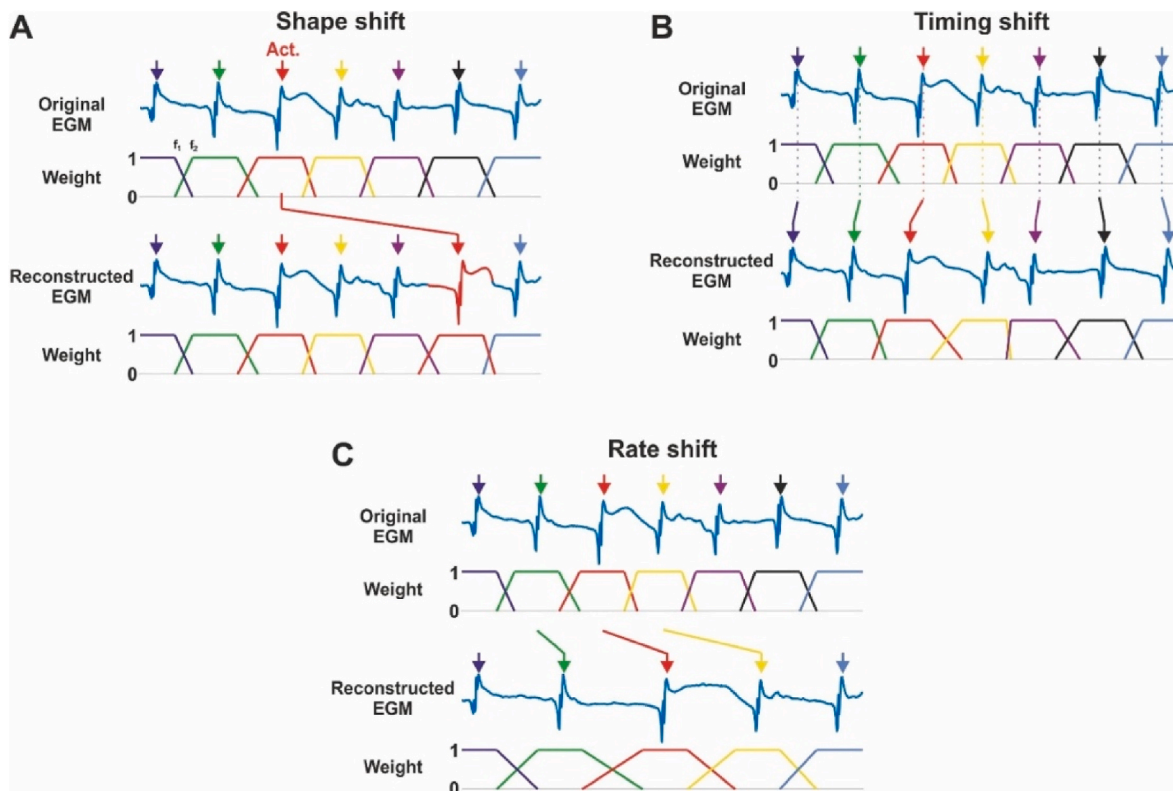 A
Shape shift
Act.
Original
EGM
f₁ f₂
1
Weight
0
Reconstructed
EGM
1
Weight
0
B
Timing shift
Original
EGM
1
Weight
0
Reconstructed
EGM
1
Weight
0
C
Rate shift
Original
EGM
1
Weight
0
Reconstructed
EGM
1
Weight
0